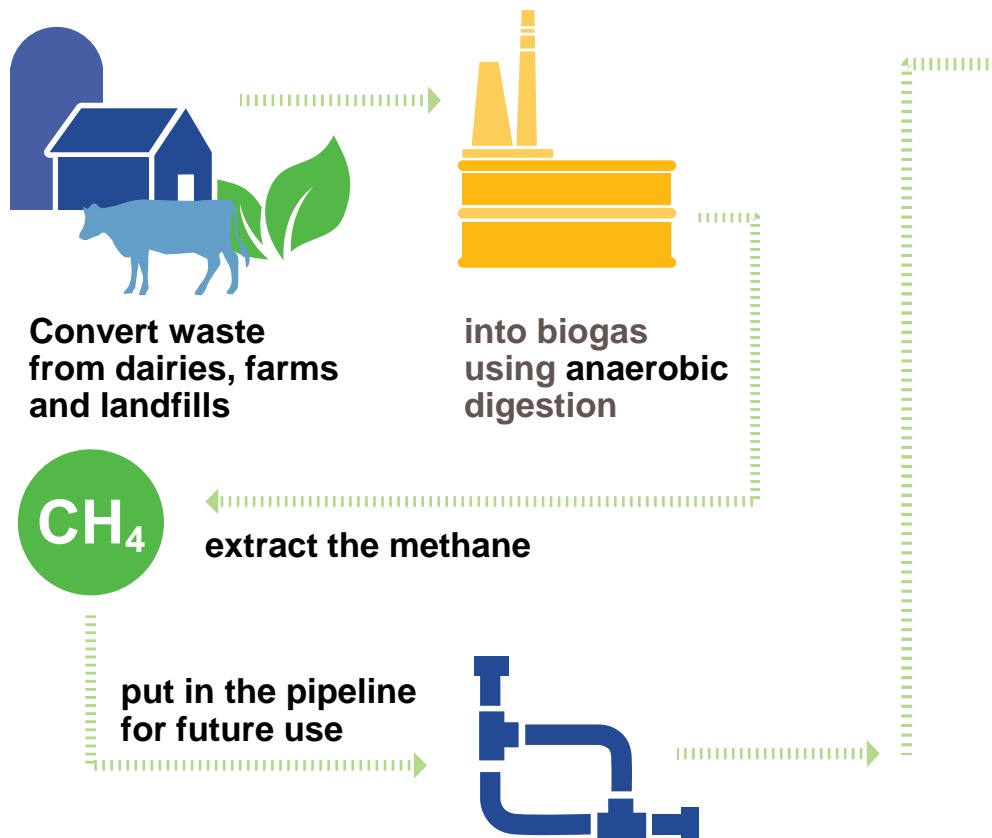 Convert waste
from dairies, farms
and landfills
into biogas
using anaerobic
digestion
CH₄
extract the methane
put in the pipeline
for future use